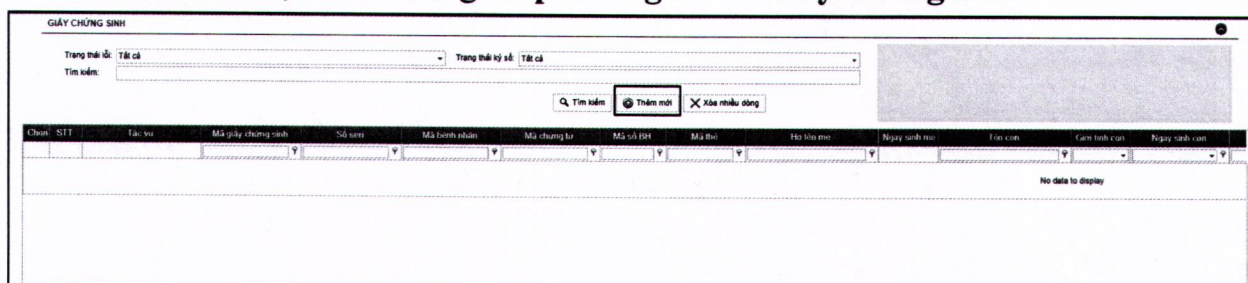 GIẤY CHỨNG SINH
Trạng thái lỗi: Tất cả Trạng thái ký số: Tất cả
Tìm kiếm:
Tìm kiếm Thêm mới Xóa nhiều dòng
Chọn STT Tác vụ Mã giấy chứng sinh Số seri Mã bệnh nhân Mã chứng từ Mã số BH Mã thẻ Họ tên mẹ Ngày sinh mẹ Tên con Giới tính con Ngày sinh con
No data to display